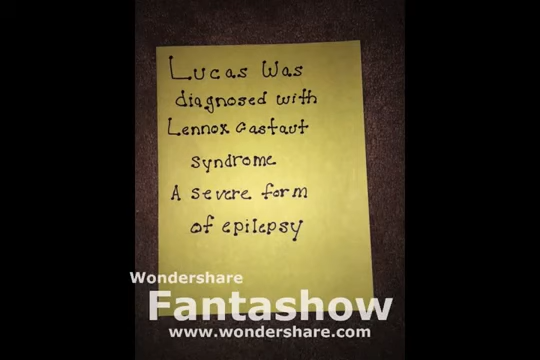 Lucas Was
diagnosed with
Lennox Gastaut
syndrome
A severe form
of epilepsy
Wondershare
Fantashow
www.wondershare.com